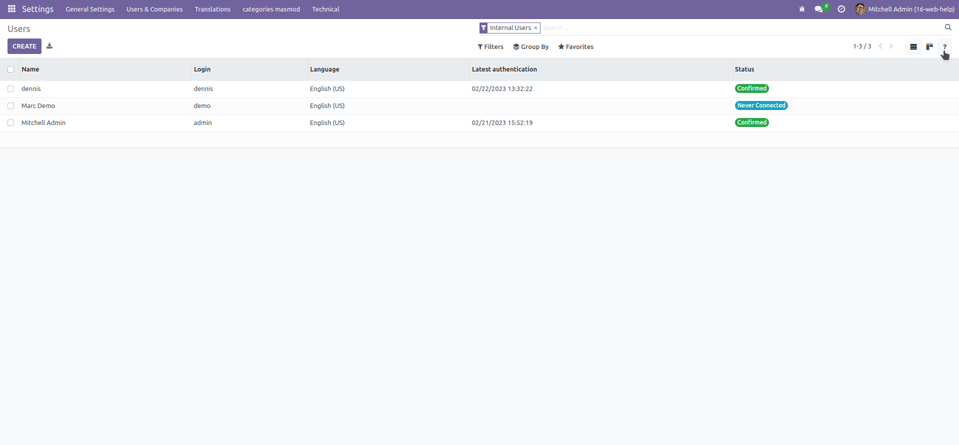 Settings General Settings Users & Companies Translations categories masmod Technical 4 Mitchell Admin (16-web-help)
Users Internal Users × Search...
CREATE Filters Group By Favorites 1-3 / 3 ?
Name Login Language Latest authentication Status
dennis dennis English (US) 02/22/2023 13:32:22 Confirmed
Marc Demo demo English (US) Never Connected
Mitchell Admin admin English (US) 02/21/2023 15:52:19 Confirmed